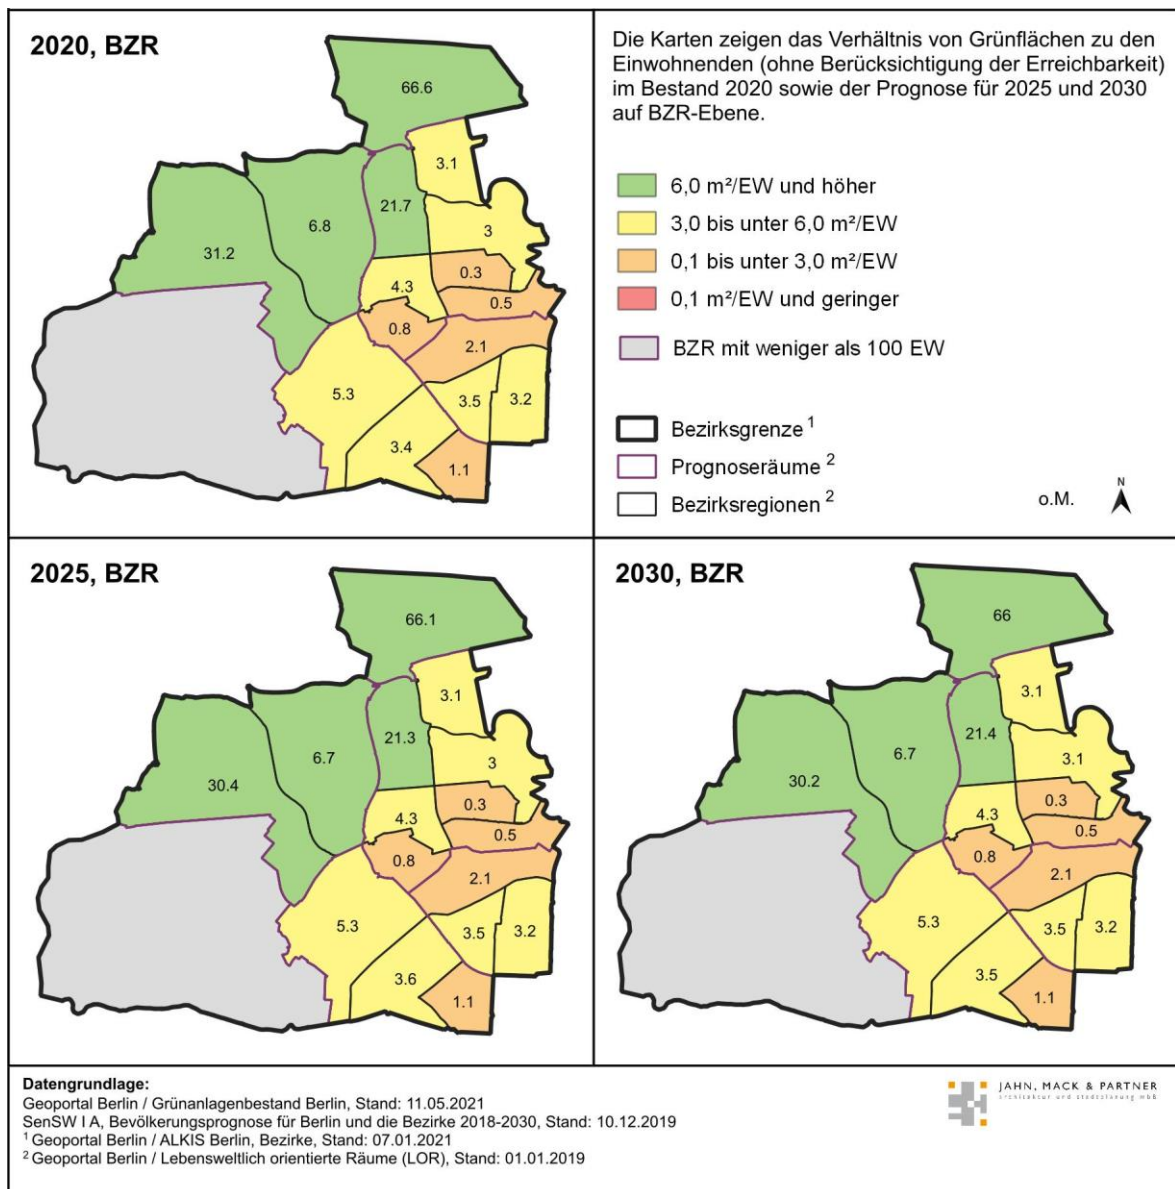 2020, BZR
66.6
3.1
21.7
6.8
3
31.2
0.3
4.3
0.5
0.8
2.1
5.3
3.5
3.2
3.4
1.1
Die Karten zeigen das Verhältnis von Grünflächen zu den
Einwohnenden (ohne Berücksichtigung der Erreichbarkeit)
im Bestand 2020 sowie der Prognose für 2025 und 2030
auf BZR-Ebene.
6,0 m²/EW und höher
3,0 bis unter 6,0 m²/EW
0,1 bis unter 3,0 m²/EW
0,1 m²/EW und geringer
BZR mit weniger als 100 EW
Bezirksgrenze 1
Prognoseräume 2
Bezirksregionen 2
o.M.
N
2025, BZR
66.1
3.1
21.3
6.7
3
30.4
0.3
4.3
0.5
0.8
2.1
5.3
3.5
3.2
3.6
1.1
2030, BZR
66
3.1
21.4
6.7
3.1
30.2
0.3
4.3
0.5
0.8
2.1
5.3
3.5
3.2
3.5
1.1
Datengrundlage:
Geoportal Berlin / Grünanlagenbestand Berlin, Stand: 11.05.2021
SenSW I A, Bevölkerungsprognose für Berlin und die Bezirke 2018-2030, Stand: 10.12.2019
1 Geoportal Berlin / ALKIS Berlin, Bezirke, Stand: 07.01.2021
2 Geoportal Berlin / Lebensweltlich orientierte Räume (LOR), Stand: 01.01.2019
JAHN, MACK & PARTNER
architektur und stadtplanung mbB